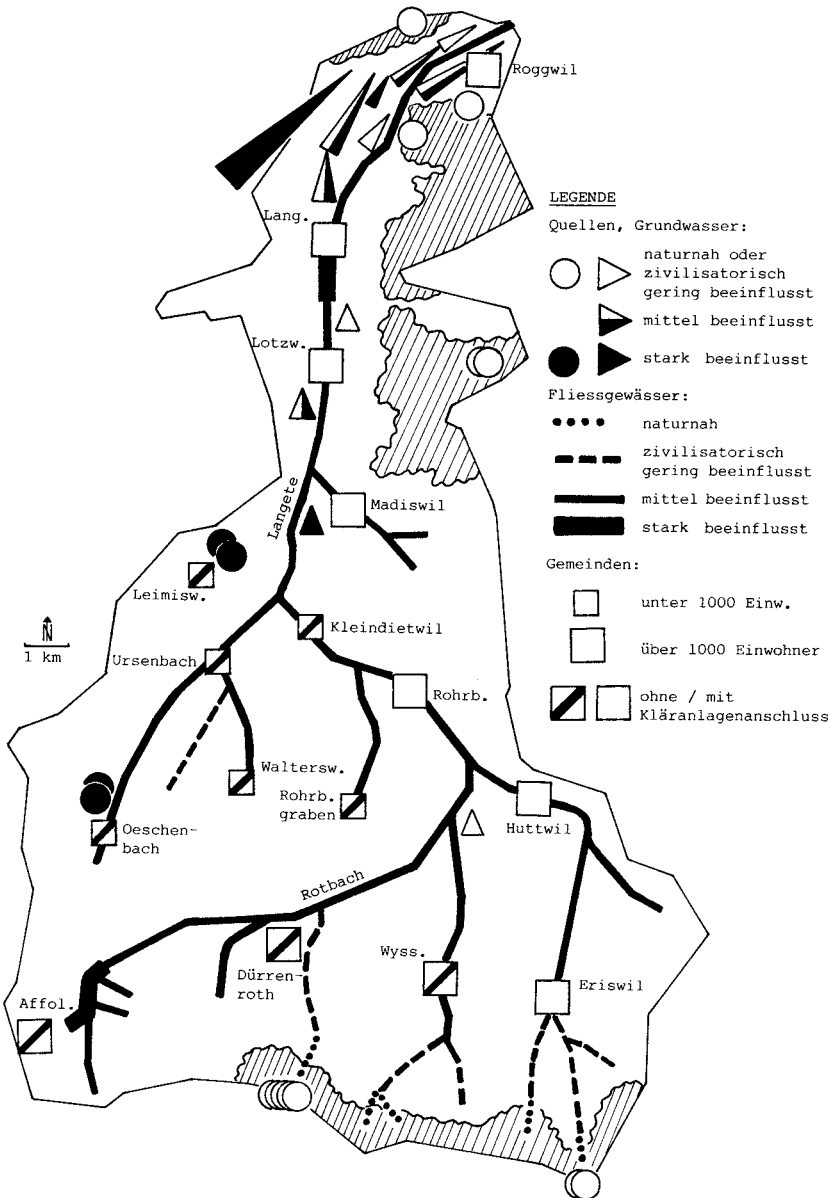 Roggwil
Lang.
Lotzw.
Langete
Madiswil
Leimisw.
Kleindietwil
N
1 km
Ursenbach
Rohrb.
Waltersw.
Rohrb.
graben
Oeschen-
bach
Huttwil
Rotbach
Wyss.
Dürren-
roth
Eriswil
Affol.
LEGENDE
Quellen, Grundwasser:
naturnah oder
zivilisatorisch
gering beeinflusst
mittel beeinflusst
stark beeinflusst
Fliessgewässer:
naturnah
zivilisatorisch
gering beeinflusst
mittel beeinflusst
stark beeinflusst
Gemeinden:
unter 1000 Einw.
über 1000 Einwohner
ohne / mit
Kläranlagenanschluss